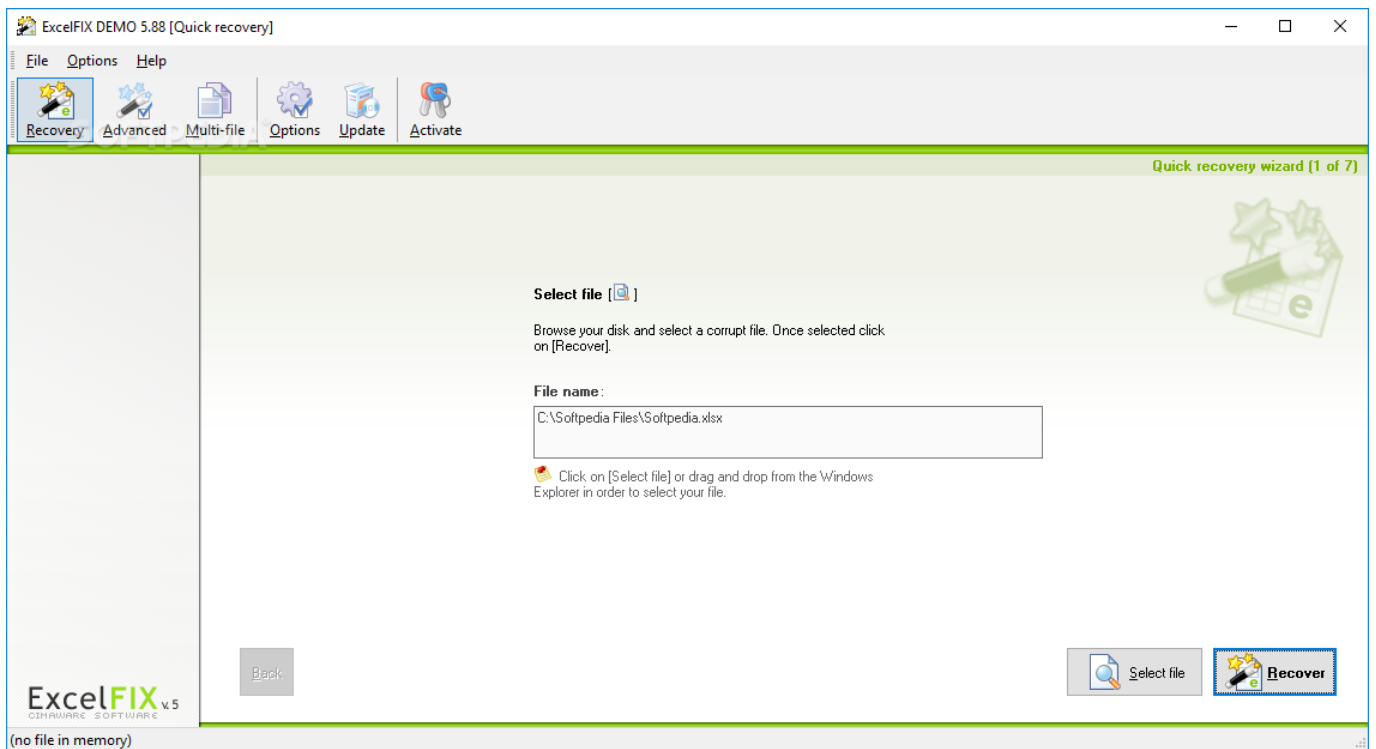 ExcelFIX DEMO 5.88 [Quick recovery]
File Options Help
Recovery Advanced Multi-file Options Update Activate
SOFTPEDIA
Quick recovery wizard (1 of 7)
Select file [ ]
Browse your disk and select a corrupt file. Once selected click
on [Recover].
File name:
C:\Softpedia Files\Softpedia.xlsx
Click on [Select file] or drag and drop from the Windows
Explorer in order to select your file.
e
Back
Select file
Recover
ExcelFIX v.5
CIMAWARE SOFTWARE
(no file in memory)